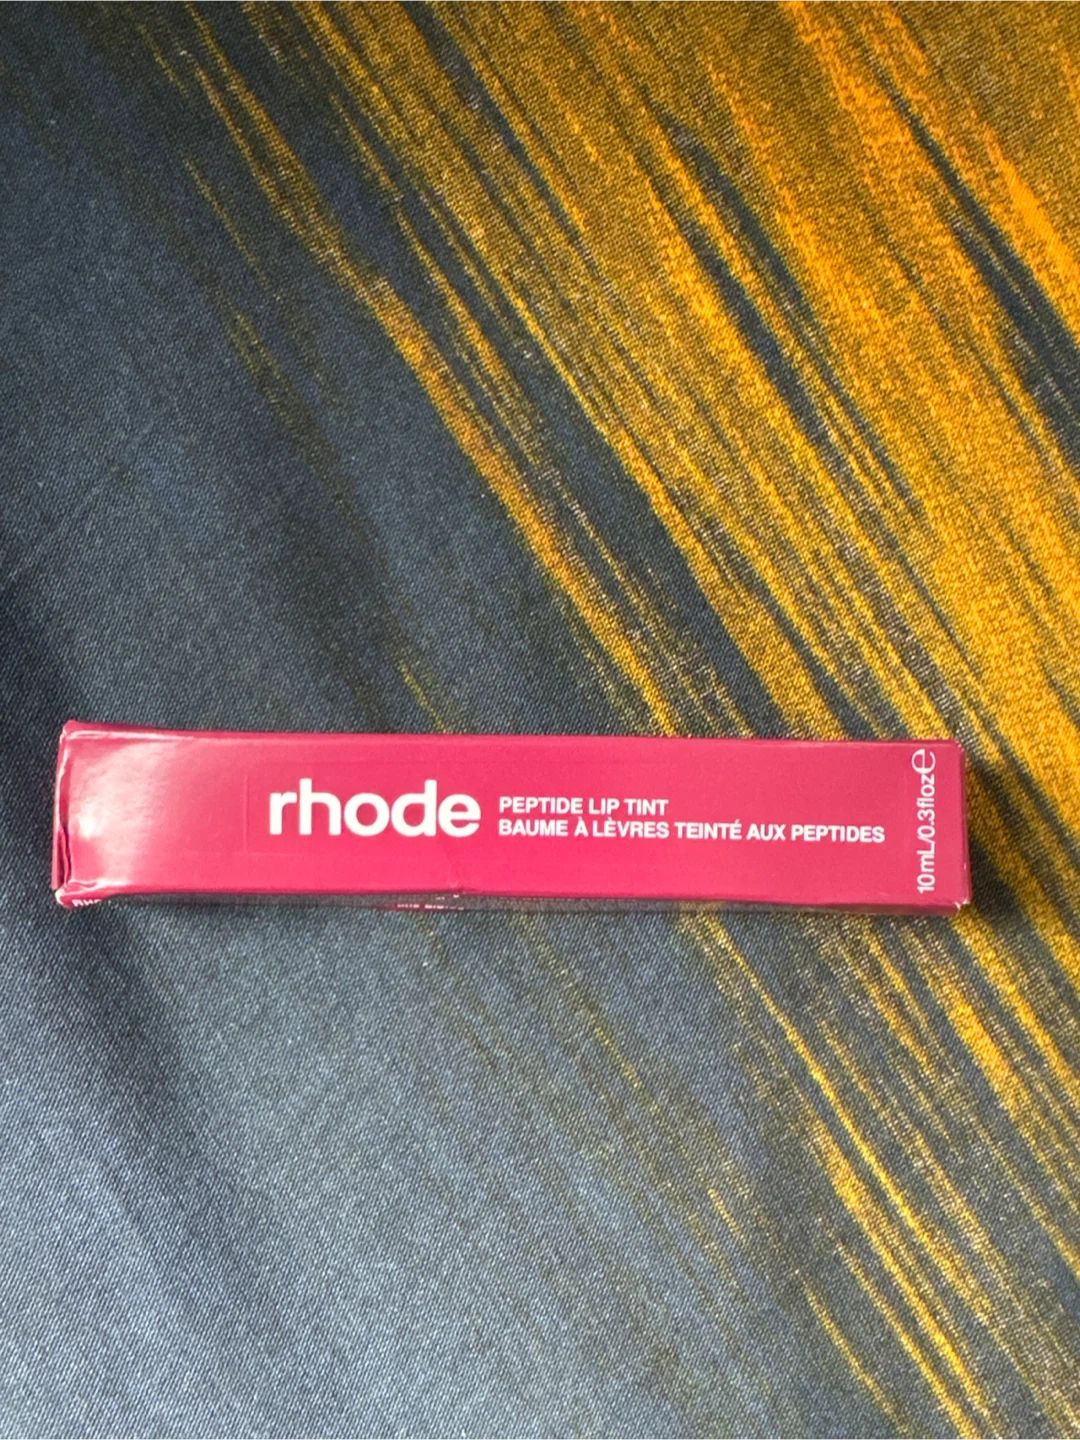 rhode
PEPTIDE LIP TINT
BAUME À LÈVRES TEINTÉ AUX PEPTIDES
10mL/0.3floz℮